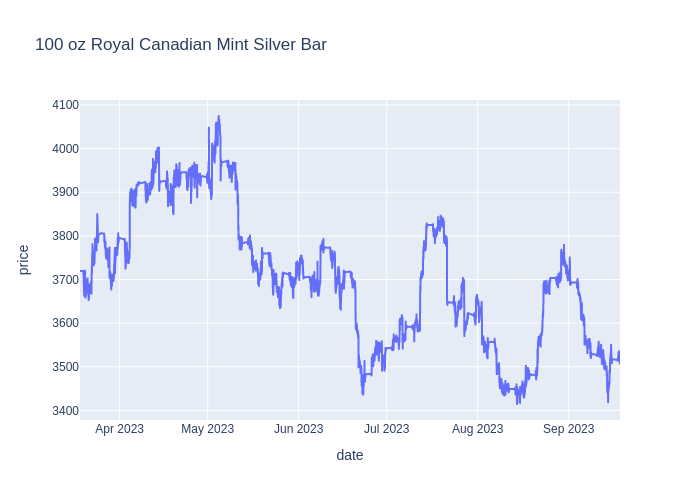 100 oz Royal Canadian Mint Silver Bar
4100
4000
3900
3800
3700
3600
3500
3400
price
Apr 2023 May 2023 Jun 2023 Jul 2023 Aug 2023 Sep 2023
date